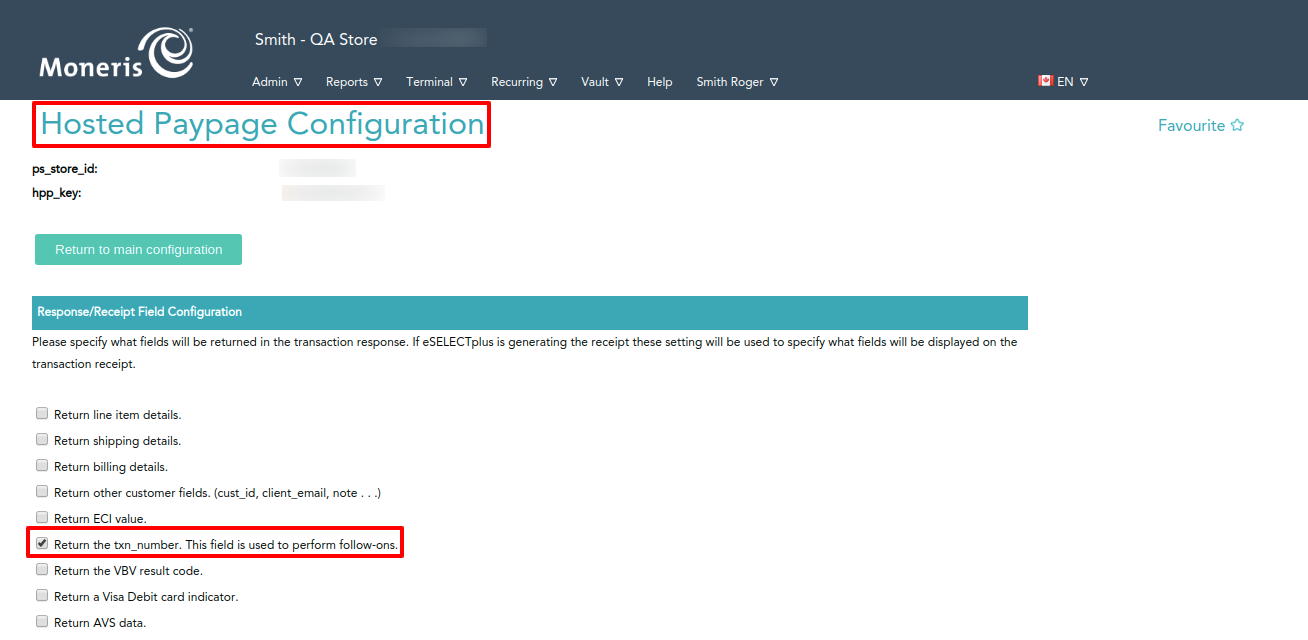 Moneris
Smith - QA Store
Admin Reports Terminal Recurring Vault Help Smith Roger EN
Hosted Paypage Configuration
Favourite
ps_store_id:
hpp_key:
Return to main configuration
Response/Receipt Field Configuration
Please specify what fields will be returned in the transaction response. If eSELECTplus is generating the receipt these setting will be used to specify what fields will be displayed on the
transaction receipt.
Return line item details.
Return shipping details.
Return billing details.
Return other customer fields. (cust_id, client_email, note . . .)
Return ECI value.
Return the txn_number. This field is used to perform follow-ons.
Return the VBV result code.
Return a Visa Debit card indicator.
Return AVS data.